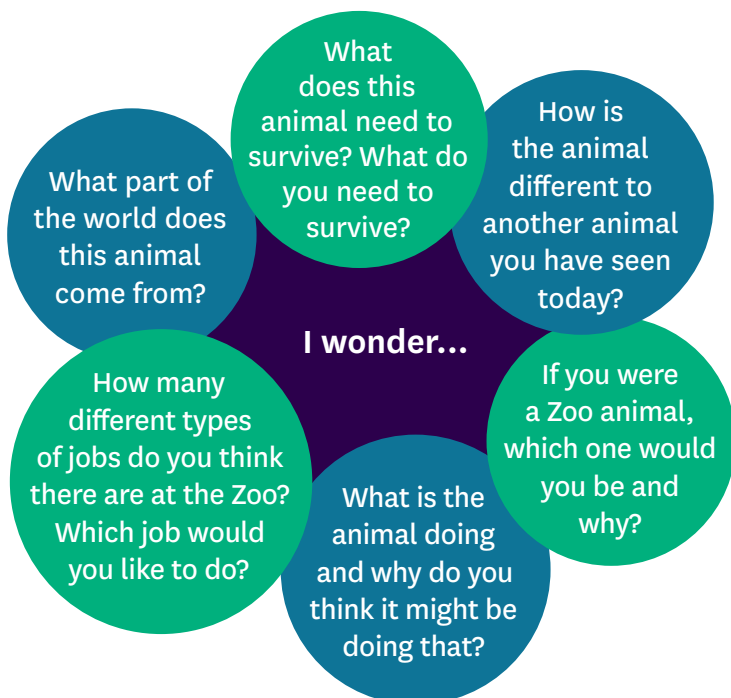 What
does this
animal need to
survive? What do
you need to
survive?
How is
the animal
different to
another animal
you have seen
today?
What part of
the world does
this animal
come from?
I wonder...
If you were
a Zoo animal,
which one would
you be and
why?
How many
different types
of jobs do you think
there are at the Zoo?
Which job would
you like to do?
What is the
animal doing
and why do you
think it might be
doing that?